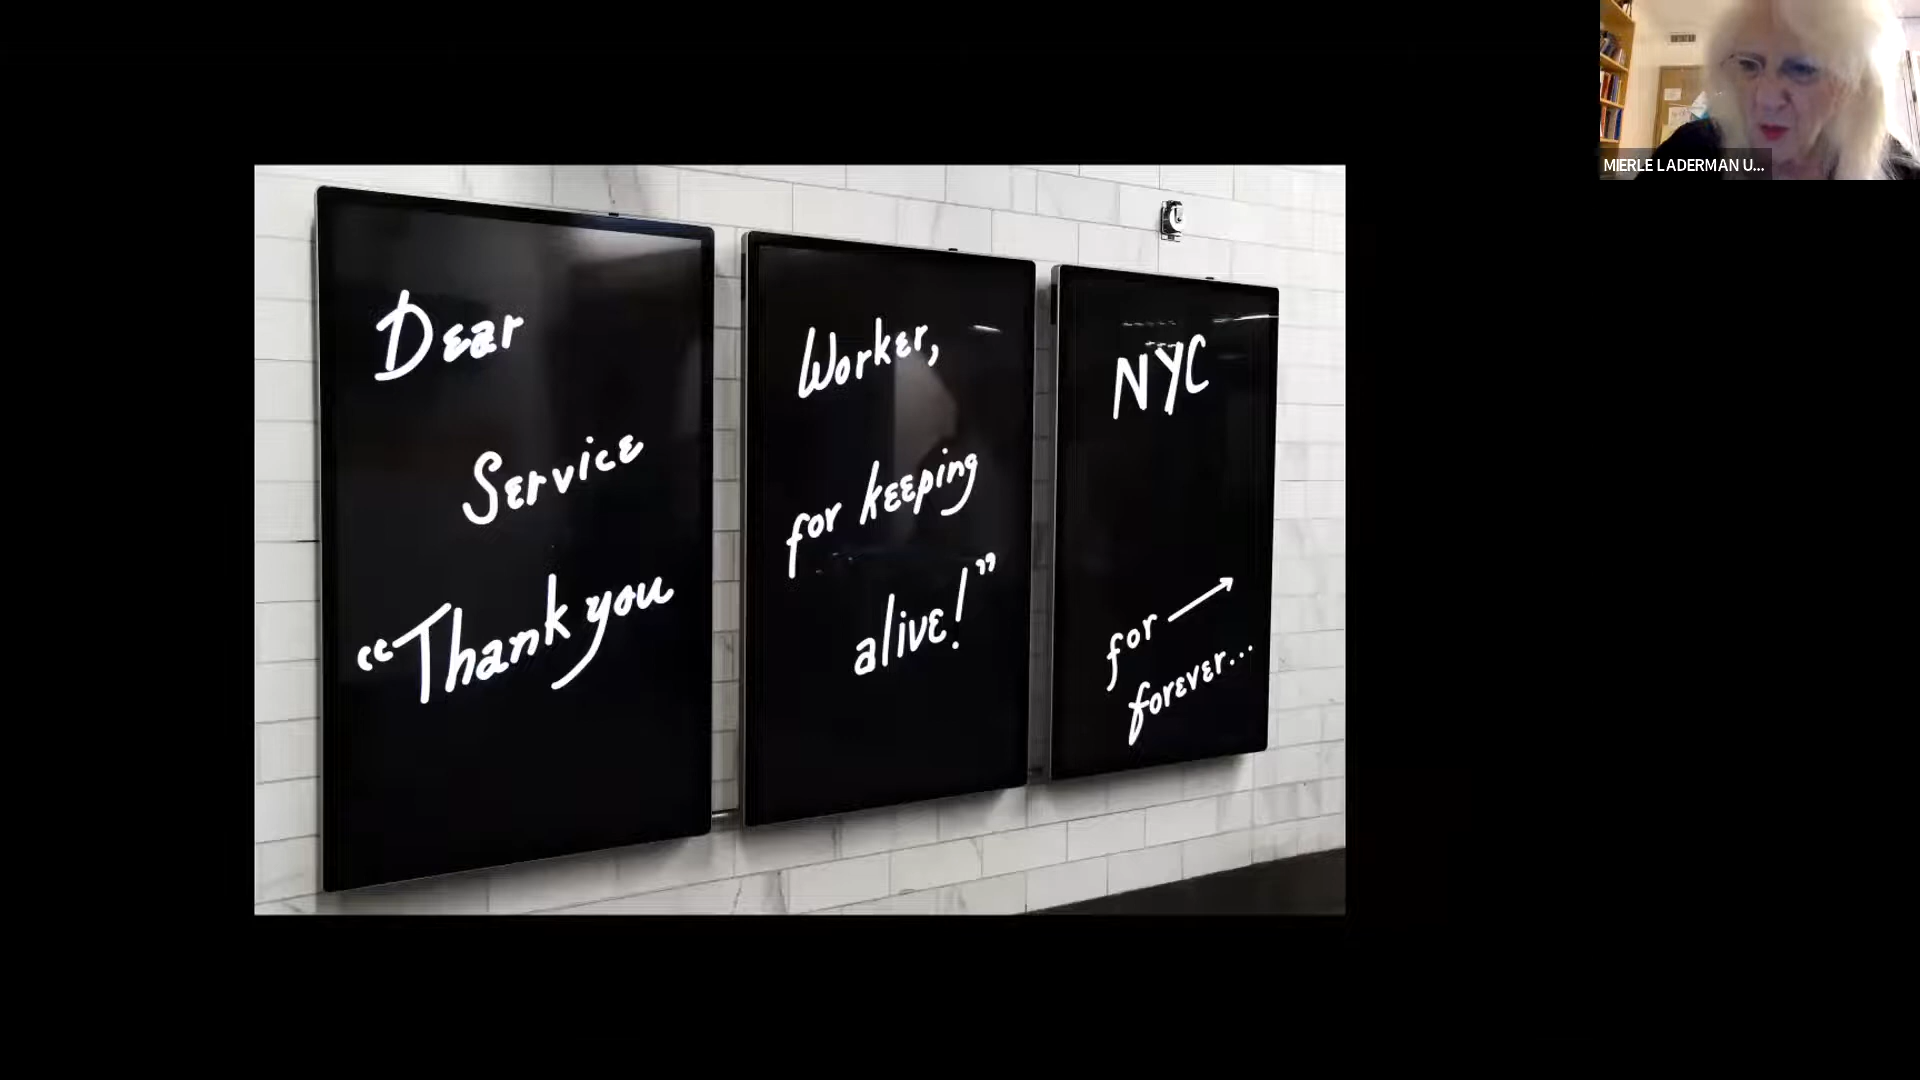 MIERLE LADERMAN U...
Dear
Service
“Thank you
Worker,
for keeping
alive!”
NYC
for →
forever...